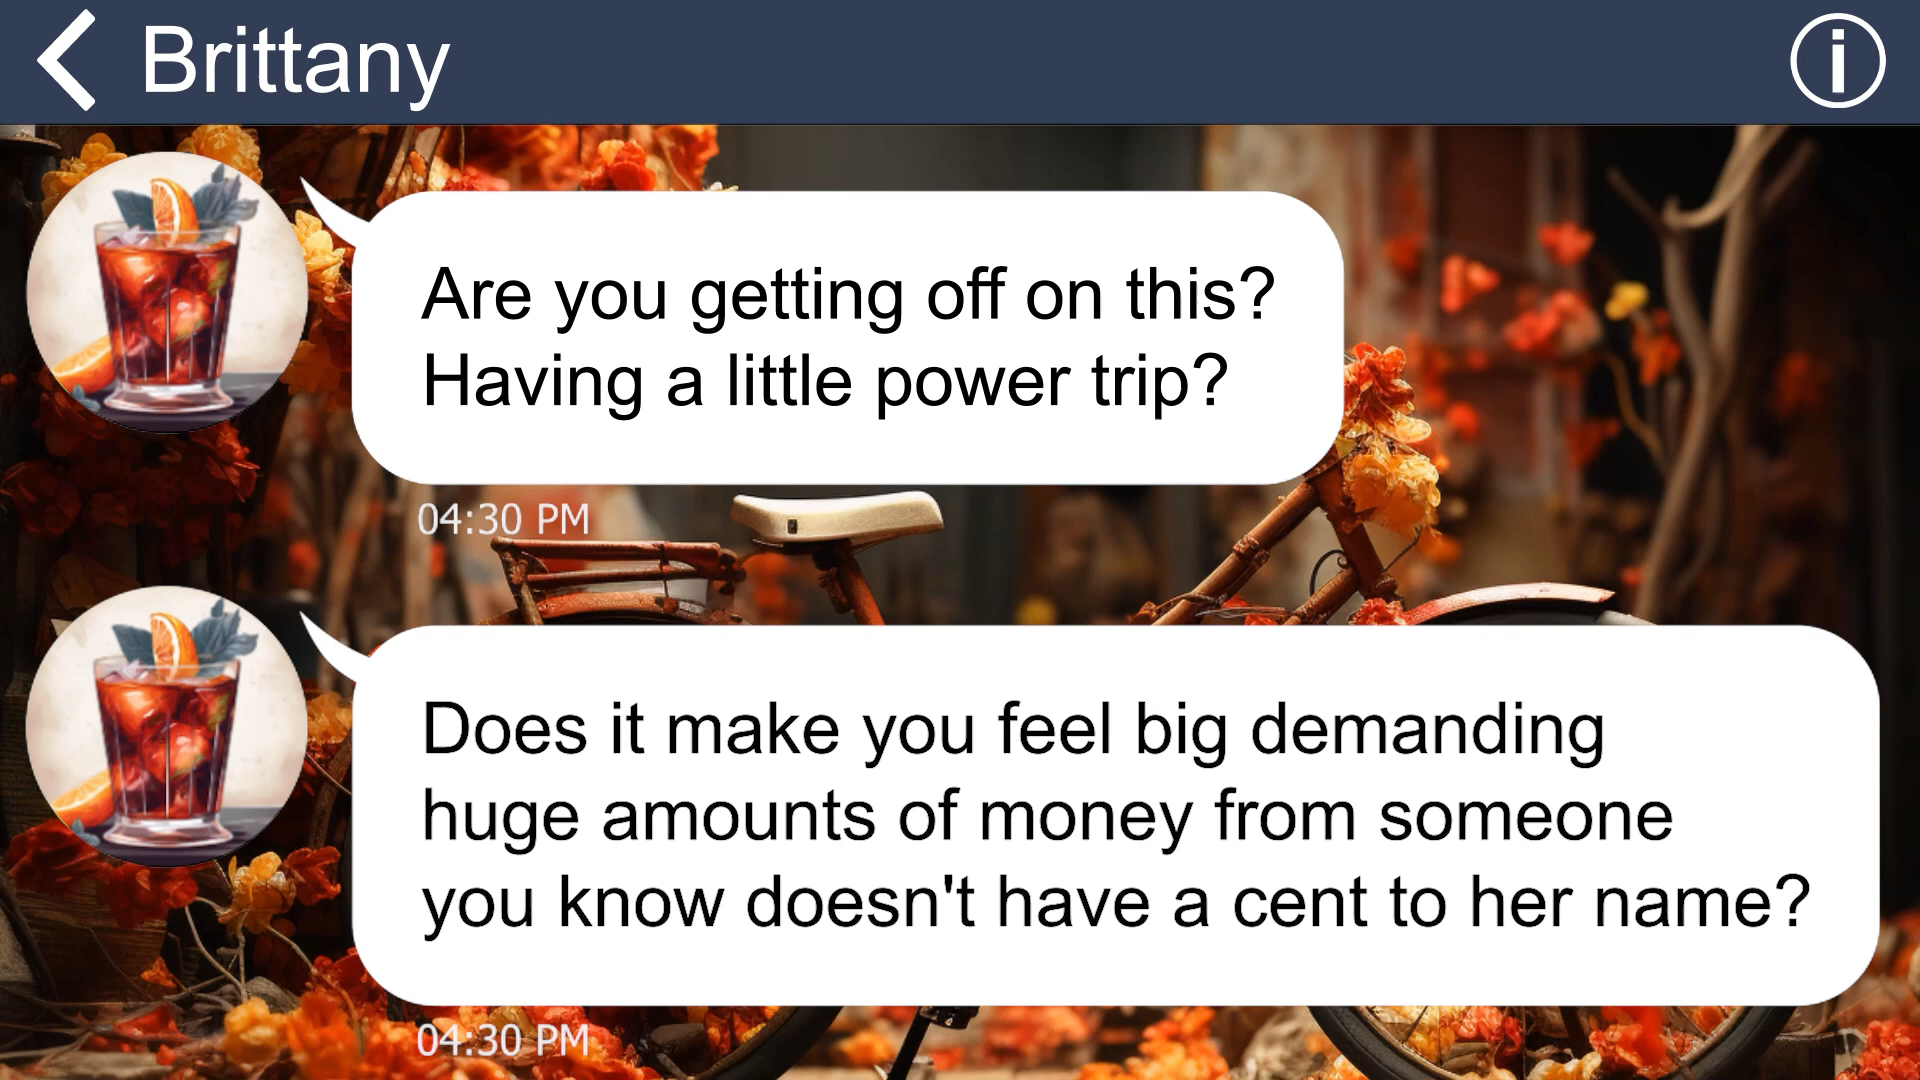 Brittany
Are you getting off on this?
Having a little power trip?
04:30 PM
Does it make you feel big demanding
huge amounts of money from someone
you know doesn't have a cent to her name?
04:30 PM